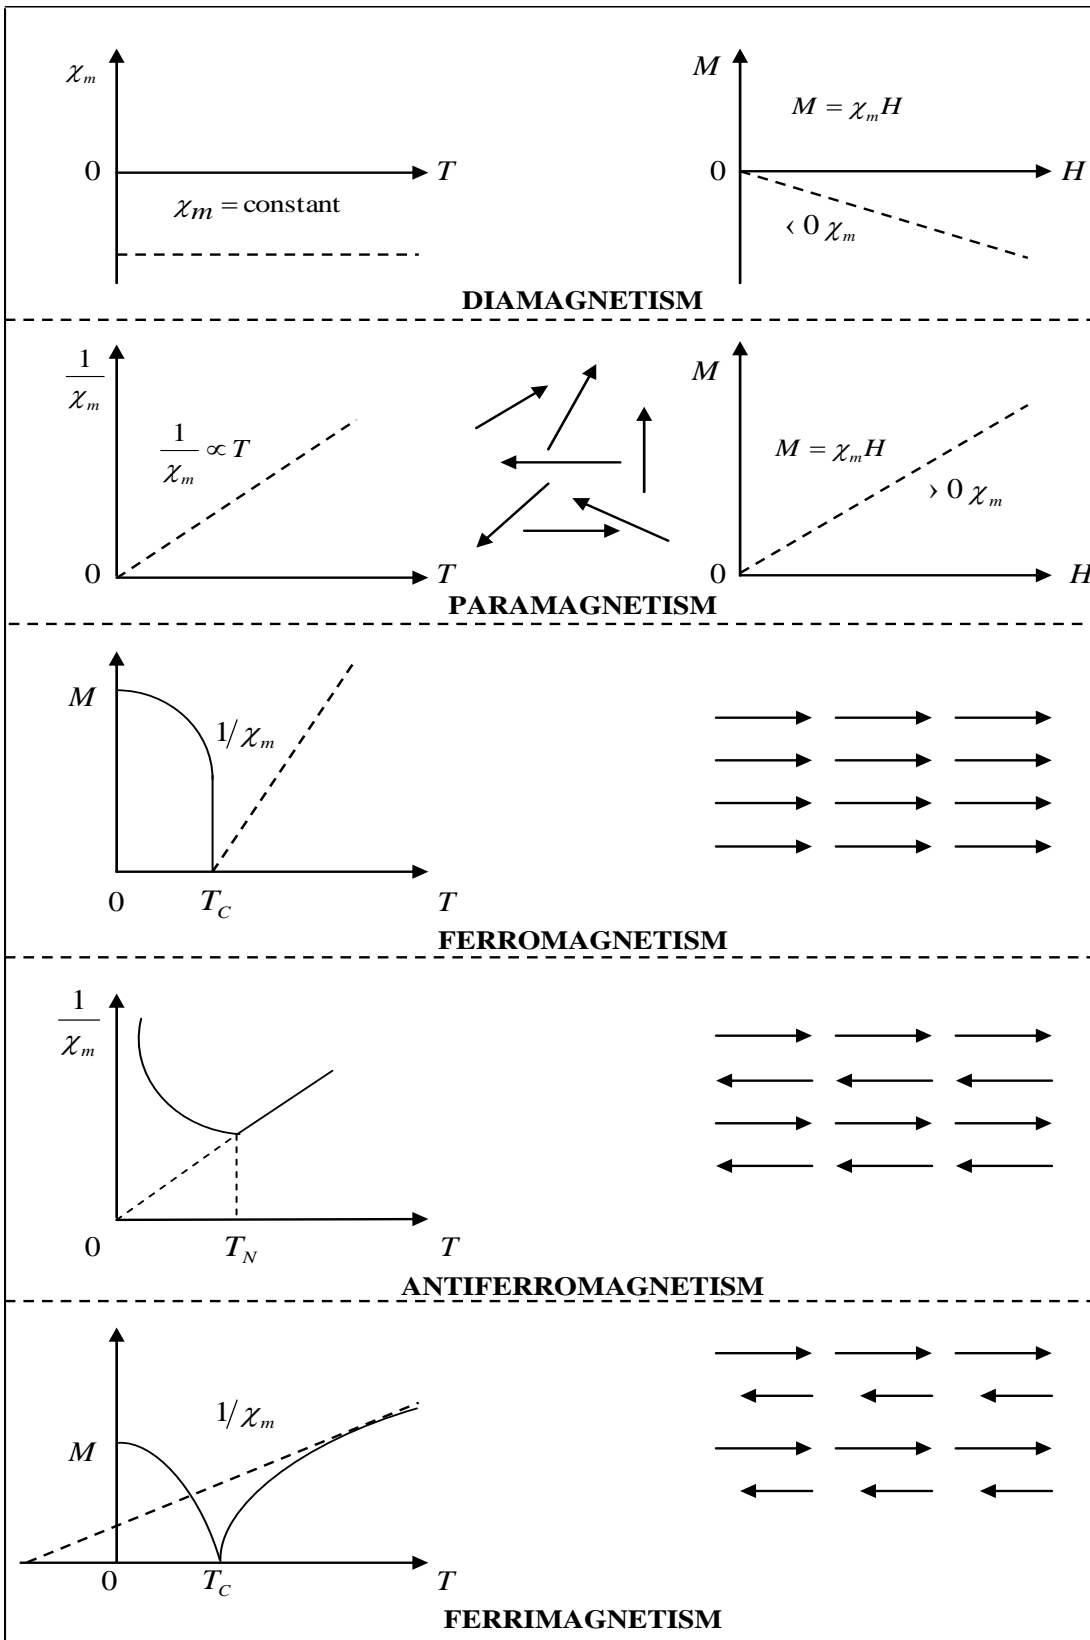 χm M
M = χmH
0 T 0 H
χm = constant
‹ 0 χm
DIAMAGNETISM
1/χm M
1/χm ∝ T M = χmH
› 0 χm
0 T 0 H
PARAMAGNETISM
M
1/χm
0 TC T
FERROMAGNETISM
1/χm
0 TN T
ANTIFERROMAGNETISM
1/χm
M
0 TC T
FERRIMAGNETISM